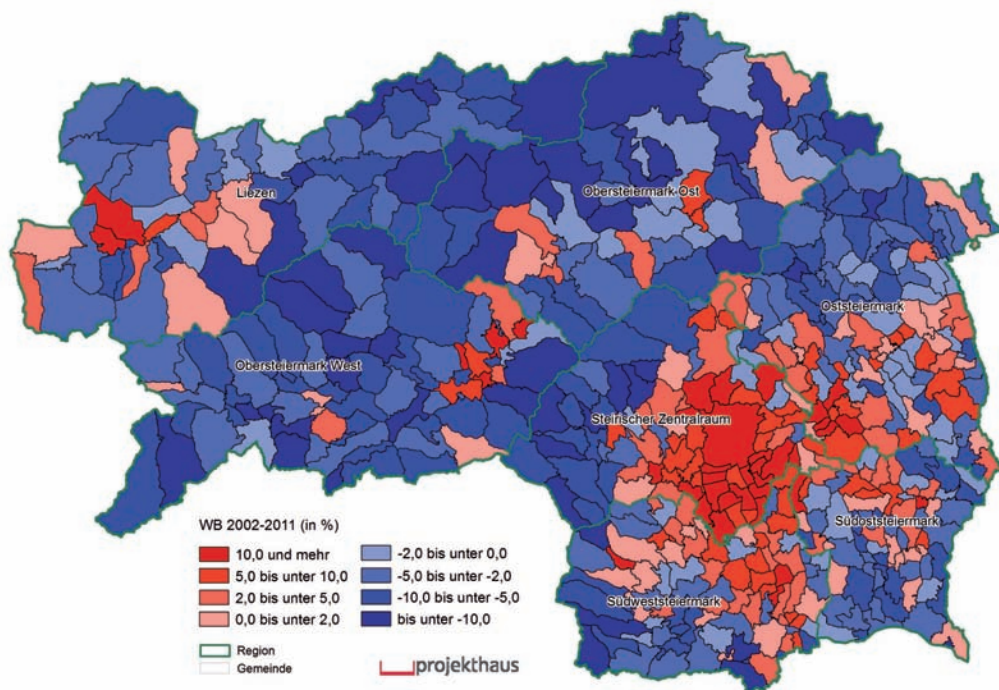 Liezen
Obersteiermark Ost
Oststeiermark
Obersteiermark West
Steirischer Zentralraum
Südoststeiermark
Südweststeiermark
WB 2002-2011 (in %)
10,0 und mehr
5,0 bis unter 10,0
2,0 bis unter 5,0
0,0 bis unter 2,0
-2,0 bis unter 0,0
-5,0 bis unter -2,0
-10,0 bis unter -5,0
bis unter -10,0
Region
Gemeinde
projekthaus